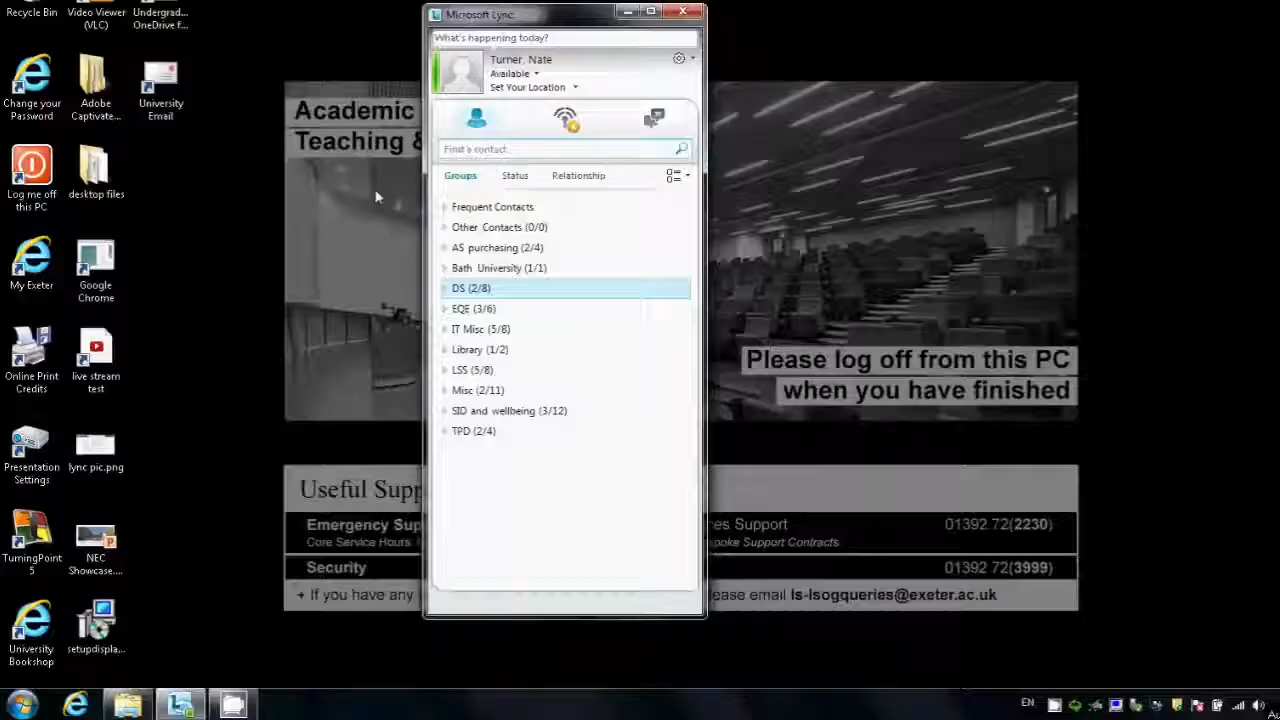 Recycle Bin
Video Viewer
(VLC)
Undergrad...
OneDrive f...
Change your
Password
Adobe
Captivate...
University
Email
Log me off
this PC
desktop files
My Exeter
Google
Chrome
Online Print
Credits
live stream
test
Presentation
Settings
lync pic.png
TurningPoint
5
NEC
Showcase....
University
Bookshop
setupdispla...
Microsoft Lync
What's happening today?
Turner, Nate
Available
Set Your Location
Find a contact
Groups
Status
Relationship
Frequent Contacts
Other Contacts (0/0)
AS purchasing (2/4)
Bath University (1/1)
DS (2/8)
EQE (3/6)
IT Misc (5/8)
Library (1/2)
LSS (5/8)
Misc (2/11)
SID and wellbeing (3/12)
TPD (2/4)
Academic
Teaching &
Please log off from this PC
when you have finished
Useful Supp
Emergency Sup
Core Service Hours
es Support
01392 72(2230)
spoke Support Contracts
Security
01392 72(3999)
+ If you have any
ease email ls-lsogqueries@exeter.ac.uk
EN